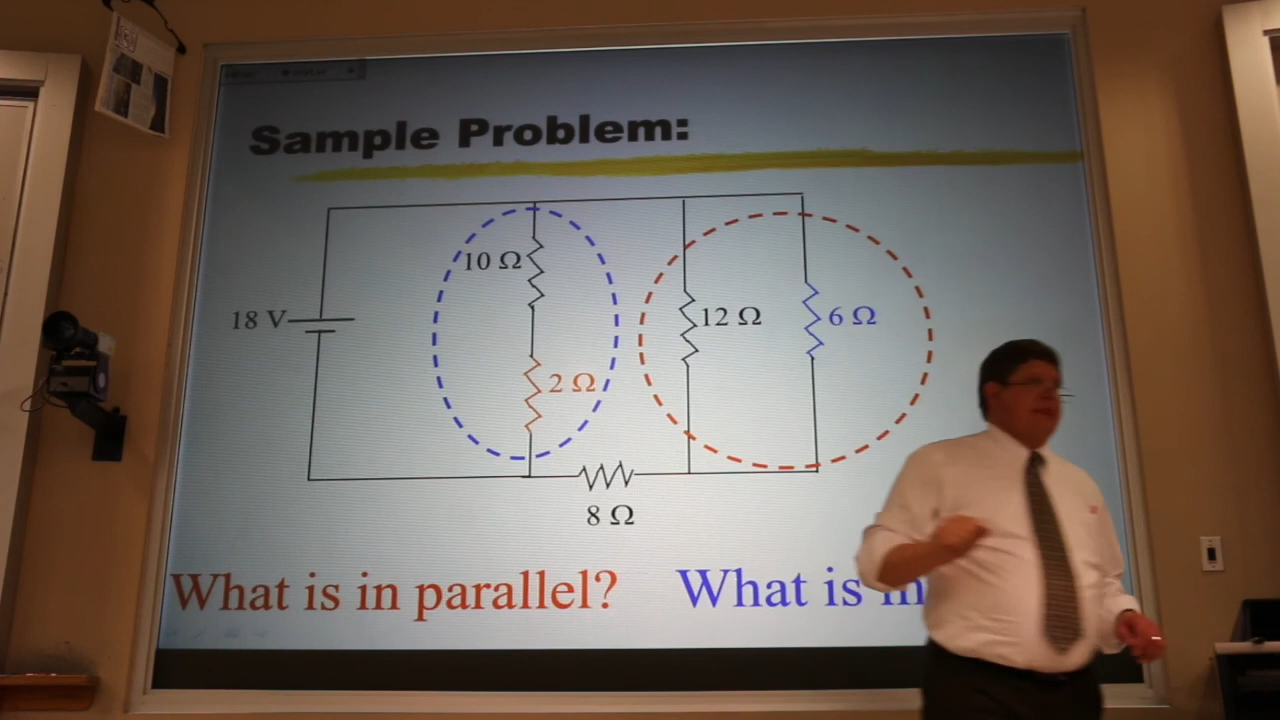 Sample Problem:
10 Ω
18 V
12 Ω
6 Ω
2 Ω
8 Ω
What is in parallel?
What is in